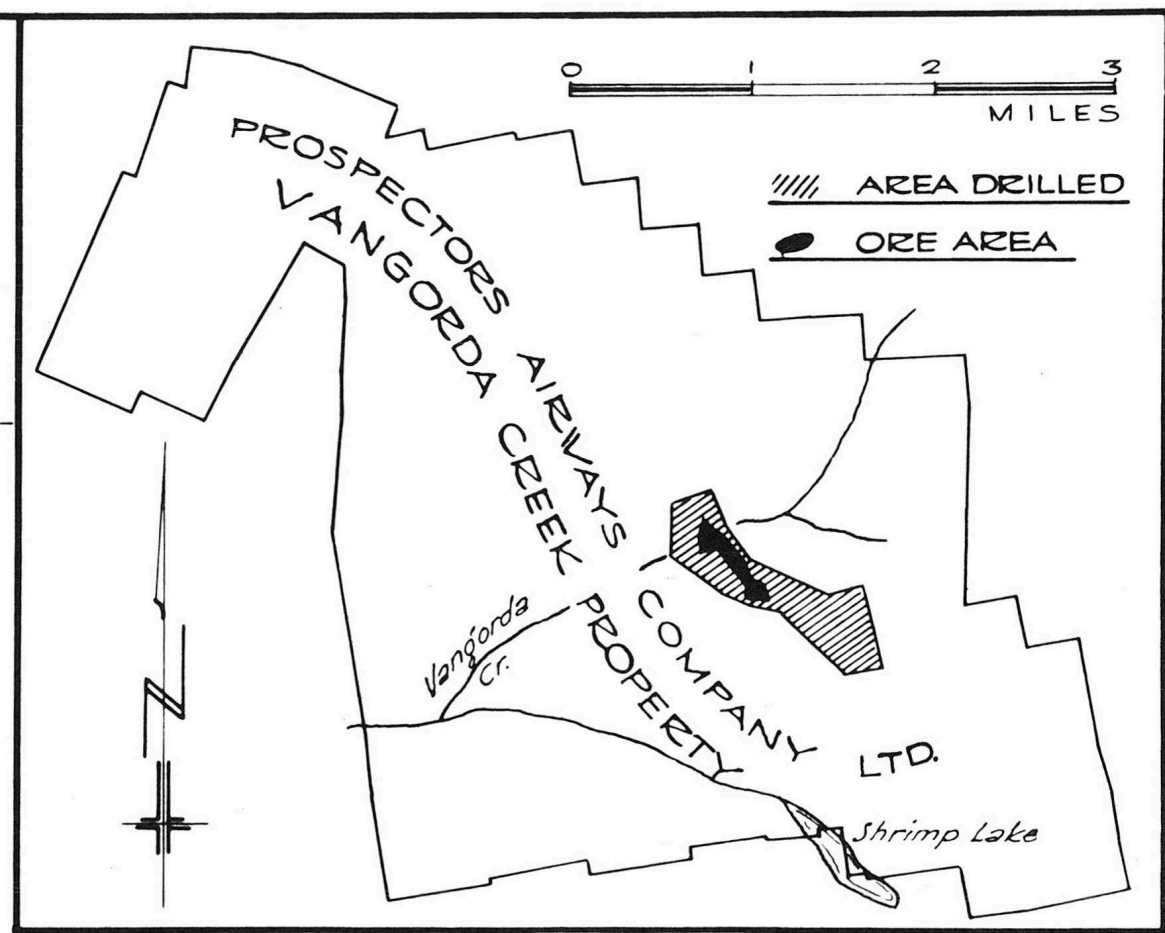 0 1 2 3
MILES
AREA DRILLED
ORE AREA
PROSPECTORS AIRWAYS COMPANY LTD.
VANGORDA CREEK PROPERTY
Vangorda
Cr.
Shrimp Lake
N